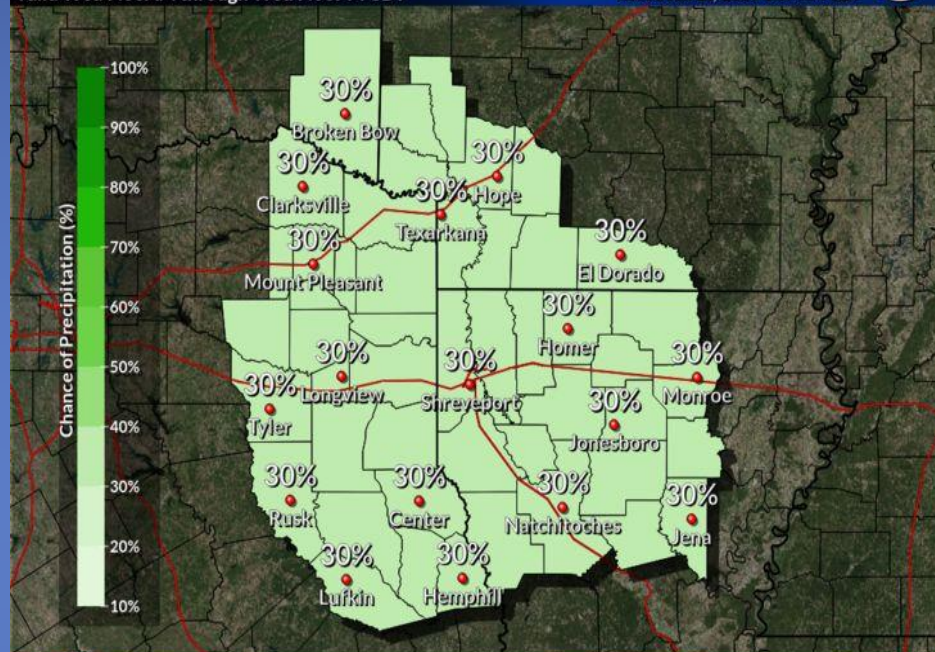 100%
90%
80%
70%
60%
50%
40%
30%
20%
10%
Chance of Precipitation (%)
30%
Broken Bow
30%
Hope
30%
Clarksville
30%
Texarkana
30%
Mount Pleasant
30%
El Dorado
30%
Homer
30%
Longview
30%
Shreveport
30%
Monroe
30%
Tyler
30%
Jonesboro
30%
Rusk
30%
Center
30%
Natchitoches
30%
Jena
30%
Lufkin
30%
Hemphill